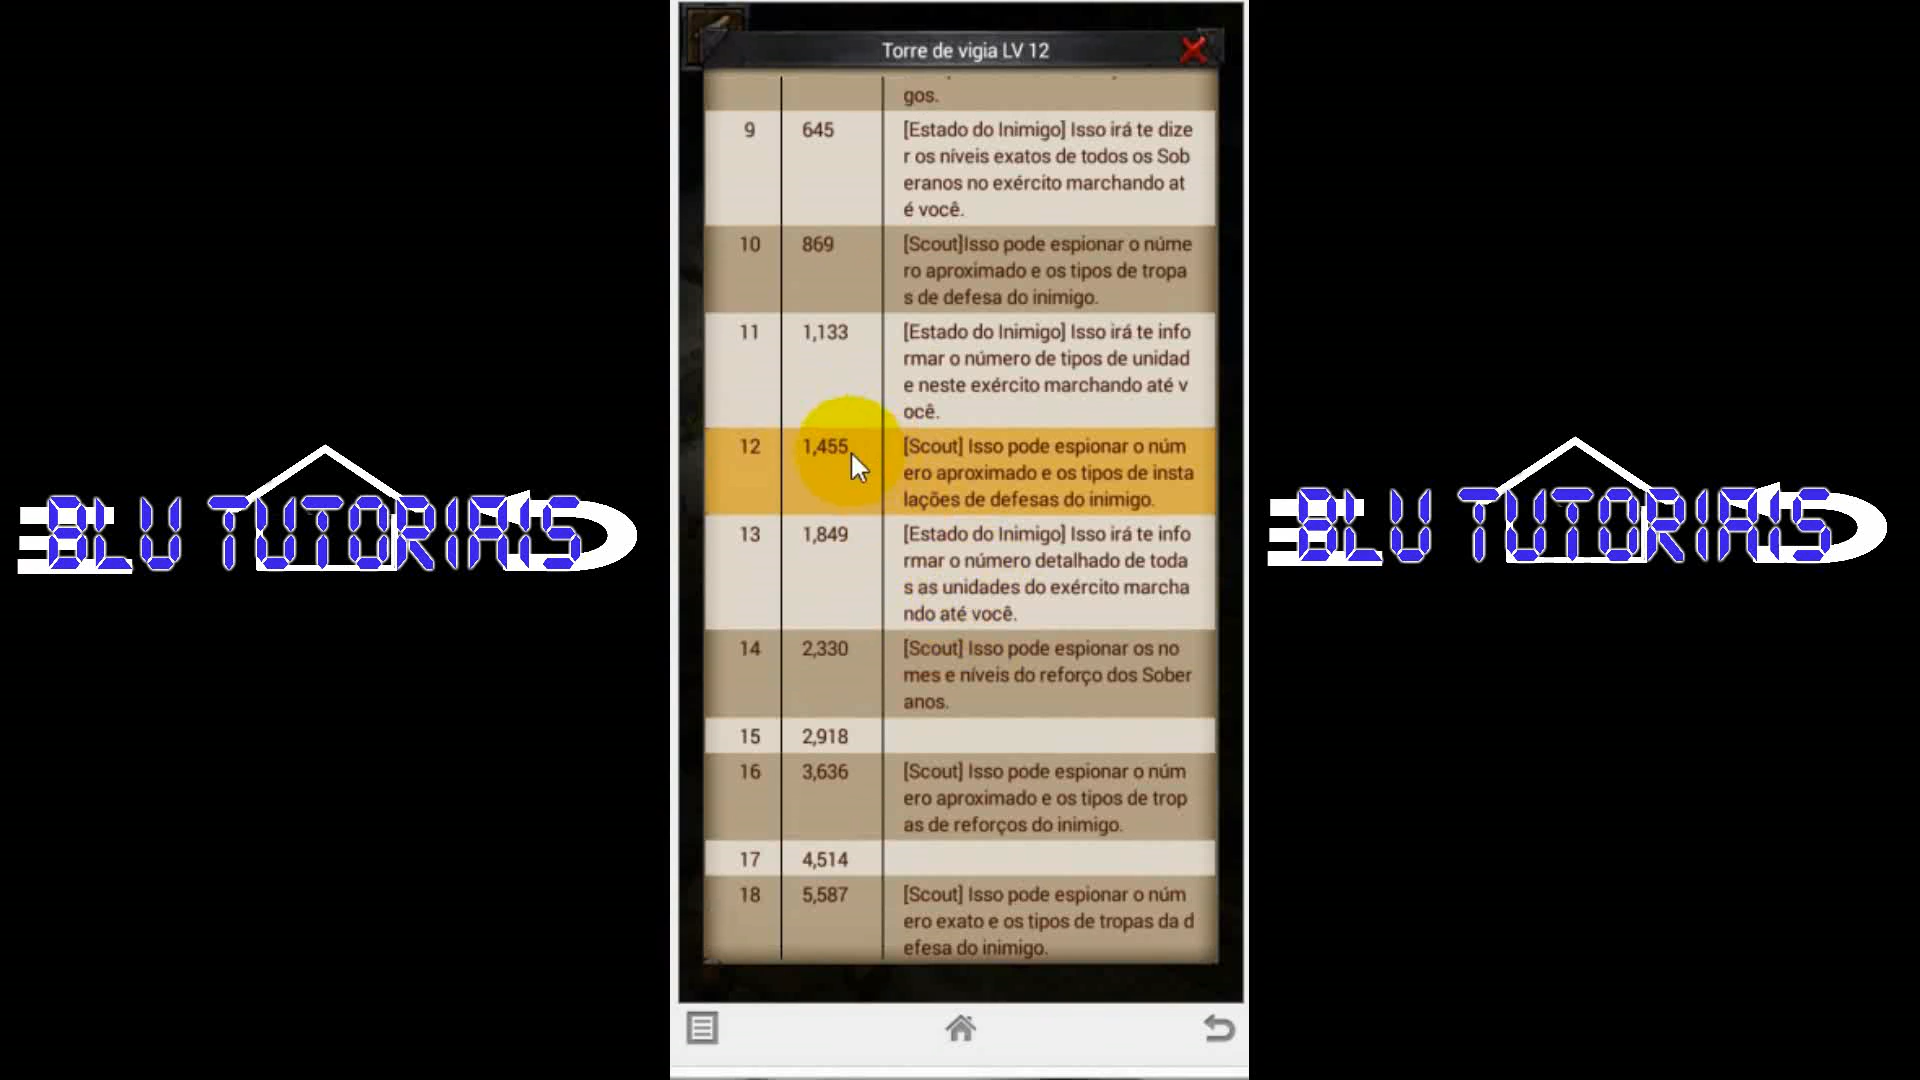 Torre de vigia LV 12
gos.
9 645 [Estado do Inimigo] Isso irá te dize
r os níveis exatos de todos os Sob
eranos no exército marchando at
é você.
10 869 [Scout]Isso pode espionar o núme
ro aproximado e os tipos de tropa
s de defesa do inimigo.
11 1,133 [Estado do Inimigo] Isso irá te info
rmar o número de tipos de unidad
e neste exército marchando até v
ocê.
12 1,455 [Scout] Isso pode espionar o núm
ero aproximado e os tipos de insta
lações de defesas do inimigo.
13 1,849 [Estado do Inimigo] Isso irá te info
rmar o número detalhado de toda
s as unidades do exército marcha
ndo até você.
14 2,330 [Scout] Isso pode espionar os no
mes e níveis do reforço dos Sober
anos.
15 2,918
16 3,636 [Scout] Isso pode espionar o núm
ero aproximado e os tipos de trop
as de reforços do inimigo.
17 4,514
18 5,587 [Scout] Isso pode espionar o núm
ero exato e os tipos de tropas da d
efesa do inimigo.
BLU TUTORIAIS
BLU TUTORIAIS